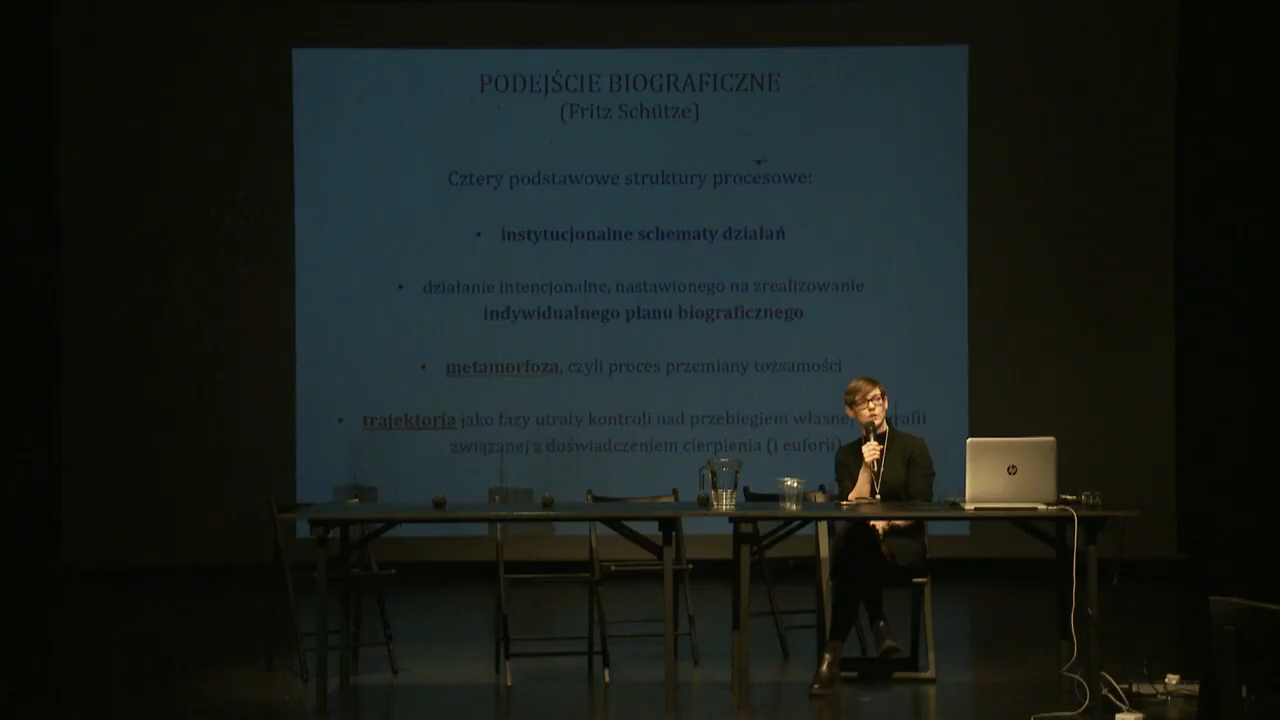 PODEJŚCIE BIOGRAFICZNE
(Fritz Schütze)
Cztery podstawowe struktury procesowe:
• instytucjonalne schematy działań
• działanie intencjonalne, nastawionego na zrealizowanie
indywidualnego planu biograficznego
• metamorfoza, czyli proces przemiany tożsamości
• trajektoria jako fazy utraty kontroli nad przebiegiem własnej
związanej z doświadczeniem cierpienia (i euforii)
hp